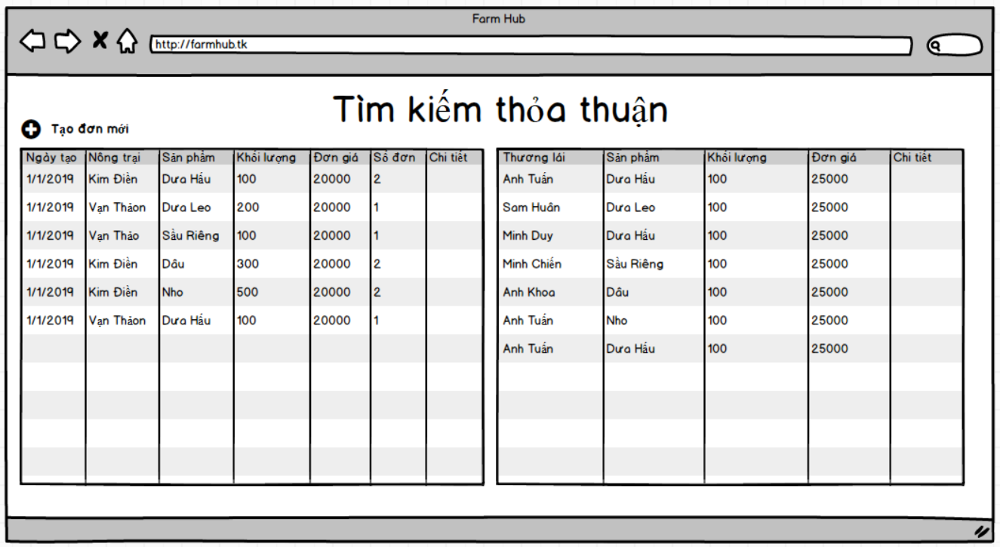 Farm Hub
http://farmhub.tk
Tìm kiếm thỏa thuận
Tạo đơn mới
Ngày tạo Nông trại Sản phẩm Khối lượng Đơn giá Số đơn Chi tiết
1/1/2019 Kim Điền Dưa Hấu 100 20000 2
1/1/2019 Vạn Thảon Dưa Leo 200 20000 1
1/1/2019 Vạn Thảo Sầu Riêng 100 20000 1
1/1/2019 Kim Điền Dâu 300 20000 2
1/1/2019 Kim Điền Nho 500 20000 2
1/1/2019 Vạn Thảon Dưa Hấu 100 20000 1
Thương lái Sản phẩm Khối lượng Đơn giá Chi tiết
Anh Tuấn Dưa Hấu 100 25000
Sam Huân Dưa Leo 100 25000
Minh Duy Dưa Hấu 100 25000
Minh Chiến Sầu Riêng 100 25000
Anh Khoa Dâu 100 25000
Anh Tuấn Nho 100 25000
Anh Tuấn Dưa Hấu 100 25000